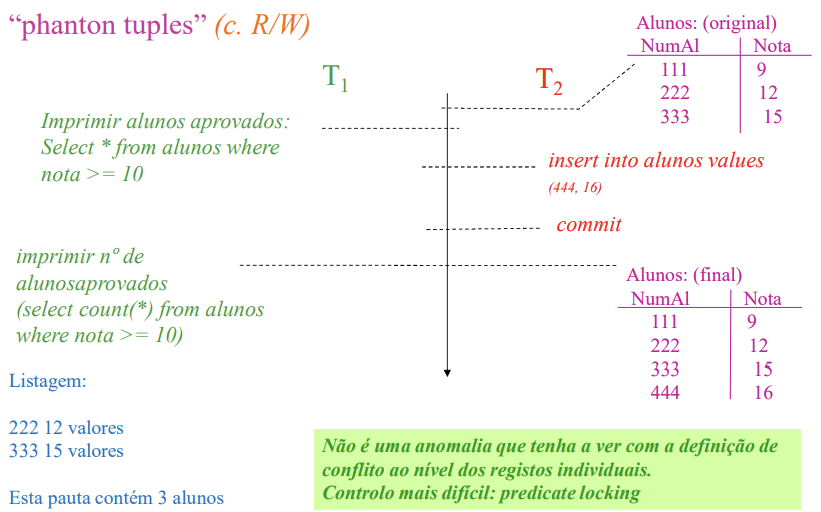 “phanton tuples” (c. R/W)
Alunos: (original)
NumAl Nota
111 9
222 12
333 15
T1
T2
Imprimir alunos aprovados:
Select * from alunos where
nota >= 10
insert into alunos values
(444, 16)
commit
imprimir nº de
alunosaprovados
(select count(*) from alunos
where nota >= 10)
Alunos: (final)
NumAl Nota
111 9
222 12
333 15
444 16
Listagem:
222 12 valores
333 15 valores
Esta pauta contém 3 alunos
Não é uma anomalia que tenha a ver com a definição de
conflito ao nível dos registos individuais.
Controlo mais difícil: predicate locking